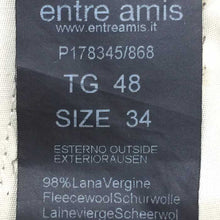 entre amis
www.entreamis.it
P178345/868
TG 48
SIZE 34
ESTERNO OUTSIDE
EXTERIORAUSEN
98%LanaVergine
FleecewoolSchurwolle
LaineviergeScheerwol